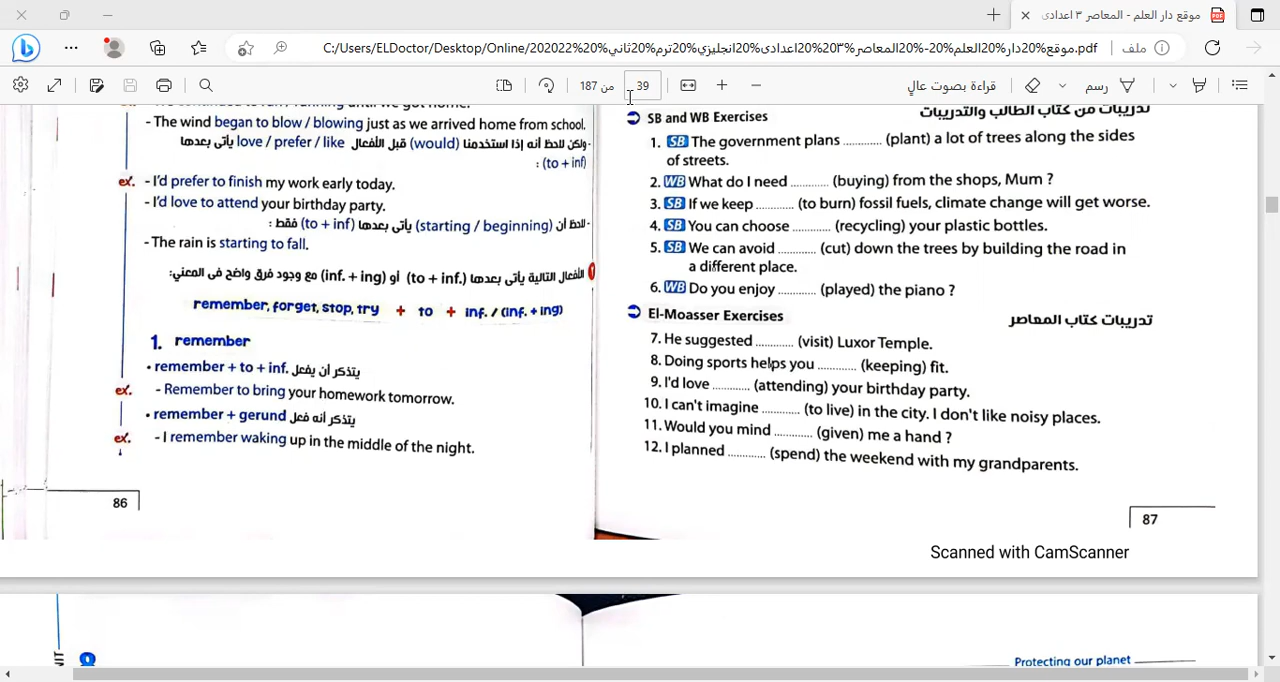 موقع دار العلم - المعاصر ٣ اعدادى
C:/Users/ELDoctor/Desktop/Online/202022%20%موقع%20دار%20العلم%20-%20المعاصر%20٣%20اعدادى%20انجليزي%20ترم%20ثاني.pdf
ملف
39
من 187
قراءة بصوت عالٍ
رسم
until we got home.
- The wind began to blow / blowing just as we arrived home from school.
-ولكن نلاحظ أنه إذا استخدمنا (would) قبل الأفعال love / prefer / like يأتى بعدها
(to + inf) :
ex. - I'd prefer to finish my work early today.
- I'd love to attend your birthday party.
-نلاحظ أن (starting / beginning) يأتى بعدها (to + inf) فقط :
- The rain is starting to fall.
الأفعال التالية يأتى بعدها (to + inf.) أو (inf. + ing) مع وجود فرق واضح فى المعني:
remember, forget, stop, try + to + inf. / (inf. + ing)
1. remember
• remember + to + inf. يتذكر أن يفعل
ex. - Remember to bring your homework tomorrow.
• remember + gerund يتذكر أنه فعل
ex. - I remember waking up in the middle of the night.
86
SB and WB Exercises تدريبات من كتاب الطالب والتدريبات
1. SB The government plans ........... (plant) a lot of trees along the sides
of streets.
2. WB What do I need ........... (buying) from the shops, Mum ?
3. SB If we keep ........... (to burn) fossil fuels, climate change will get worse.
4. SB You can choose ........... (recycling) your plastic bottles.
5. SB We can avoid ........... (cut) down the trees by building the road in
a different place.
6. WB Do you enjoy ........... (played) the piano ?
El-Moasser Exercises تدريبات كتاب المعاصر
7. He suggested ........... (visit) Luxor Temple.
8. Doing sports helps you ........... (keeping) fit.
9. I'd love ........... (attending) your birthday party.
10. I can't imagine ........... (to live) in the city. I don't like noisy places.
11. Would you mind ........... (given) me a hand ?
12. I planned ........... (spend) the weekend with my grandparents.
87
Scanned with CamScanner
8
Protecting our planet